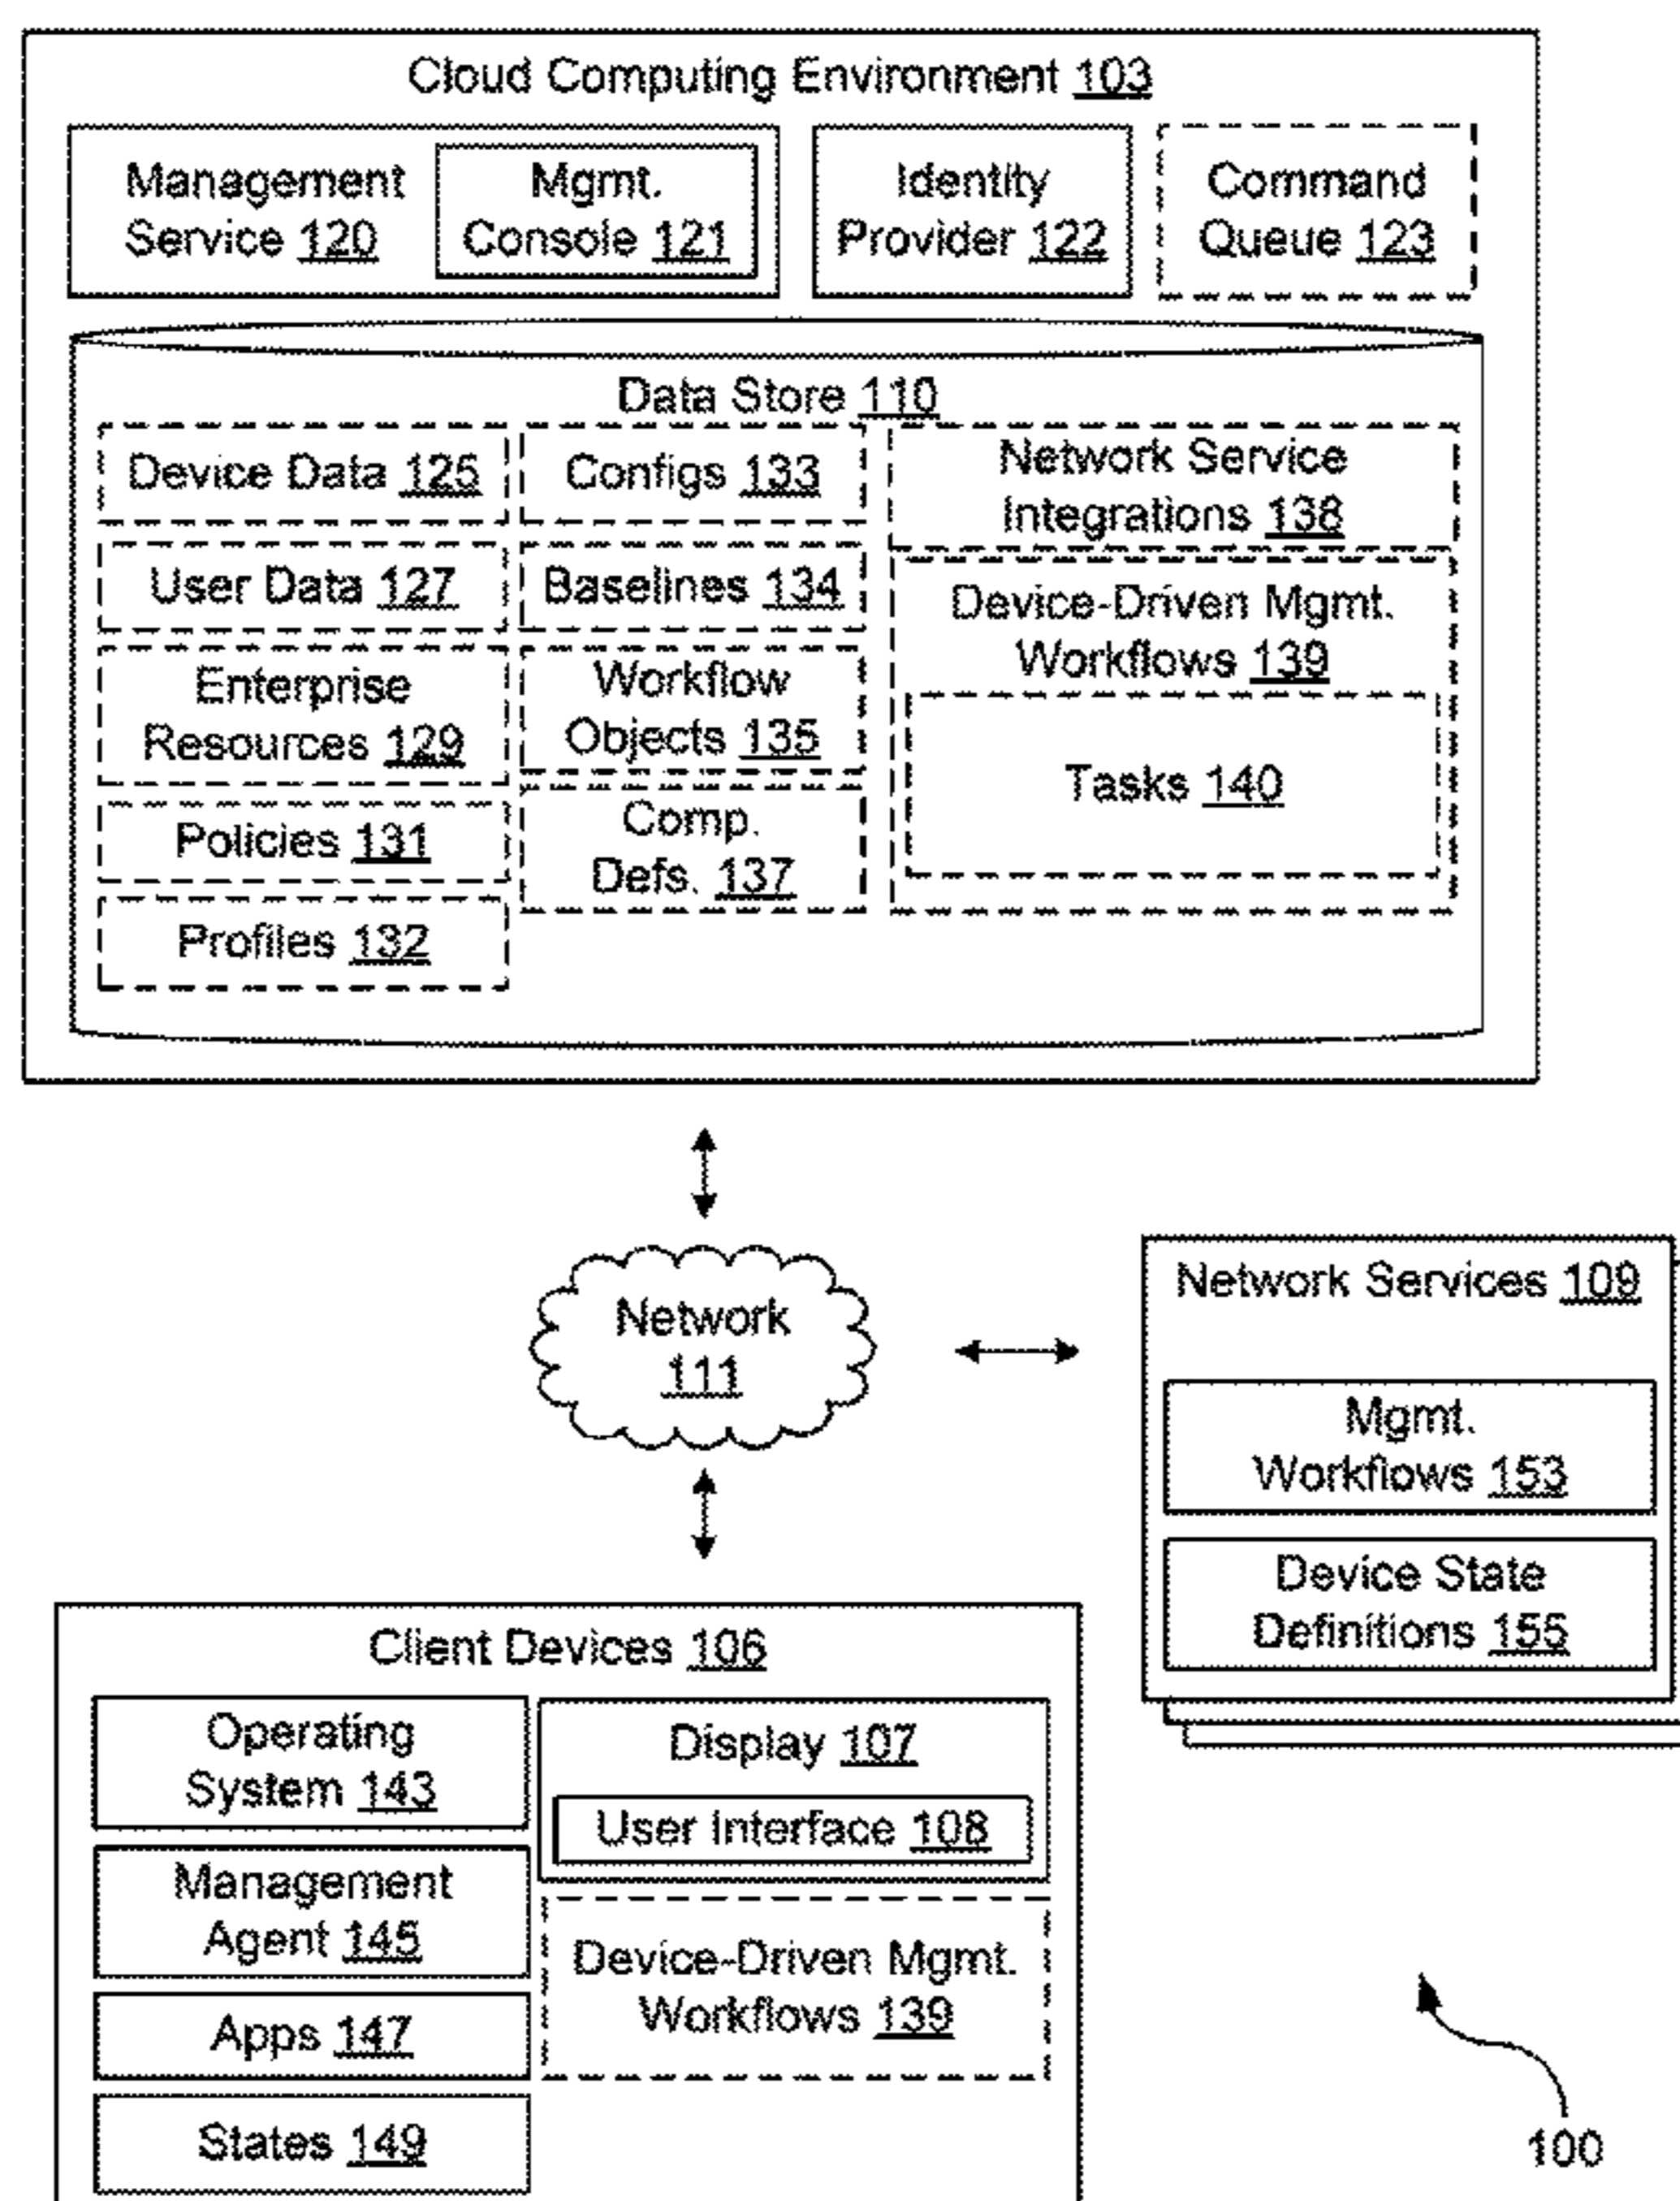 Cloud Computing Environment 103
Management
Service 120
Mgmt.
Console 121
Identity
Provider 122
Command
Queue 123
Data Store 110
Device Data 125
User Data 127
Enterprise
Resources 129
Policies 131
Profiles 132
Configs 133
Baselines 134
Workflow
Objects 135
Comp.
Defs. 137
Network Service
Integrations 138
Device-Driven Mgmt.
Workflows 139
Tasks 140
Network
111
Network Services 109
Mgmt.
Workflows 153
Device State
Definitions 155
Client Devices 106
Operating
System 143
Management
Agent 145
Apps 147
States 149
Display 107
User Interface 108
Device-Driven Mgmt.
Workflows 139
100